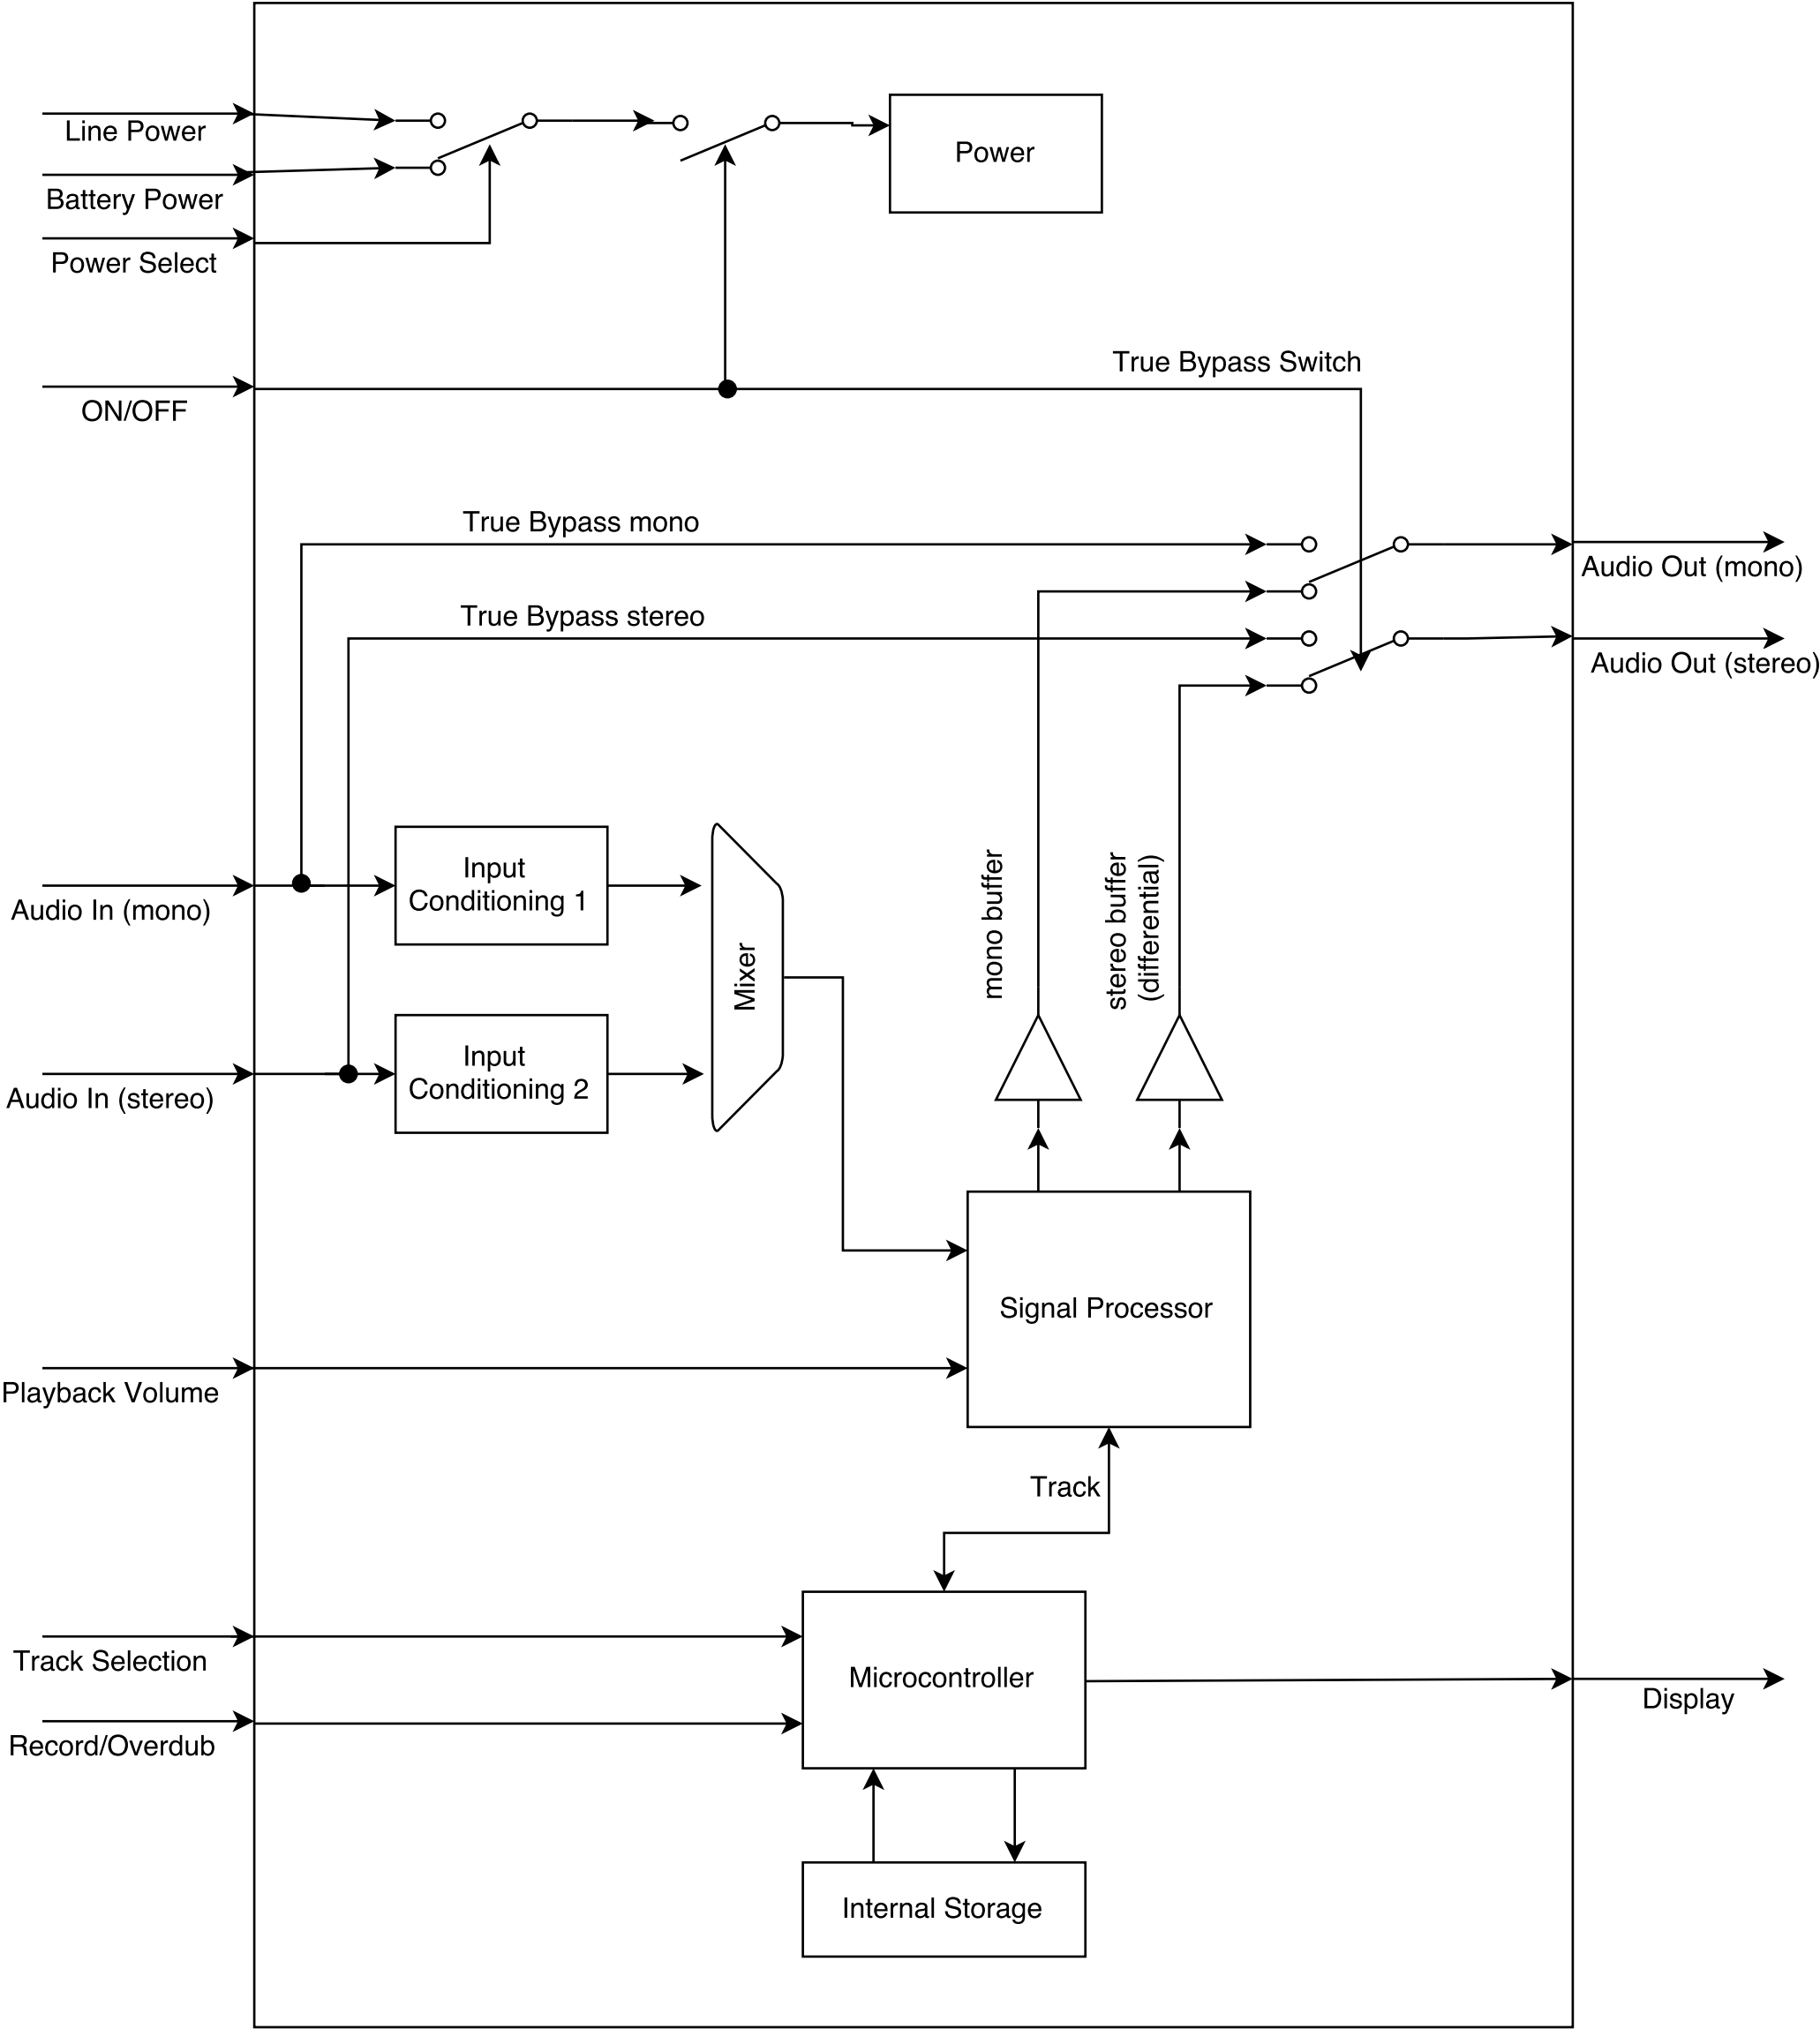 Line Power
Power
Battery Power
Power Select
True Bypass Switch
ON/OFF
True Bypass mono
Audio Out (mono)
True Bypass stereo
Audio Out (stereo)
Input
Conditioning 1
Audio In (mono)
mono buffer
stereo buffer
(differential)
Mixer
Input
Conditioning 2
Audio In (stereo)
Signal Processor
Playback Volume
Track
Track Selection
Microcontroller
Display
Record/Overdub
Internal Storage